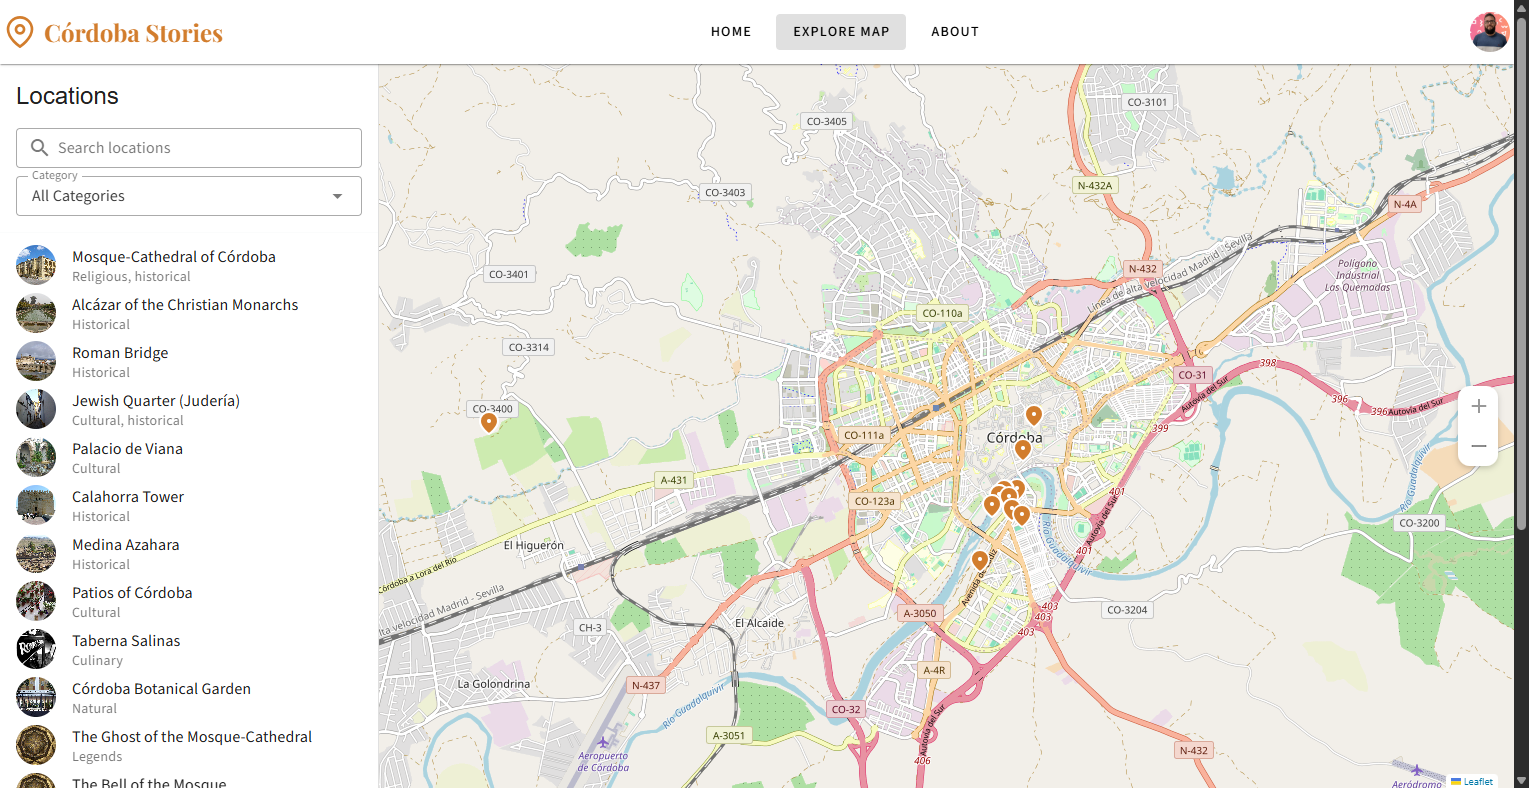 Córdoba Stories
HOME
EXPLORE MAP
ABOUT
Locations
Search locations
Category
All Categories
Mosque-Cathedral of Córdoba
Religious, historical
Alcázar of the Christian Monarchs
Historical
Roman Bridge
Historical
Jewish Quarter (Judería)
Cultural, historical
Palacio de Viana
Cultural
Calahorra Tower
Historical
Medina Azahara
Historical
Patios of Córdoba
Cultural
Taberna Salinas
Culinary
Córdoba Botanical Garden
Natural
The Ghost of the Mosque-Cathedral
Legends
The Bell of the Mosque
CO-3101
CO-3405
N-432A
CO-3403
N-4A
Línea de alta velocidad Madrid - Sevilla
N-432
Polígono
Industrial
Las Quemadas
CO-3401
CO-110a
CO-3314
398
CO-31
Autovía del Sur
396
396
Autovía del Sur
CO-3400
399
CO-111a
Córdoba
A-431
401
Río Guadalquivir
CO-123a
Autovía del Sur
CO-3200
El Higuerón
Río Guadalquivir
401
Córdoba a Lora del Río
Avenida de Cádiz
alta velocidad Madrid - Sevilla
403
403
403
CO-3204
A-3050
CH-3
El Alcaide
A-4R
La Golondrina
N-437
Río Guadalquivir
CO-32
Autovía del Sur
A-3051
406
N-432
Aeropuerto
de Córdoba
Aeródromo
Leaflet